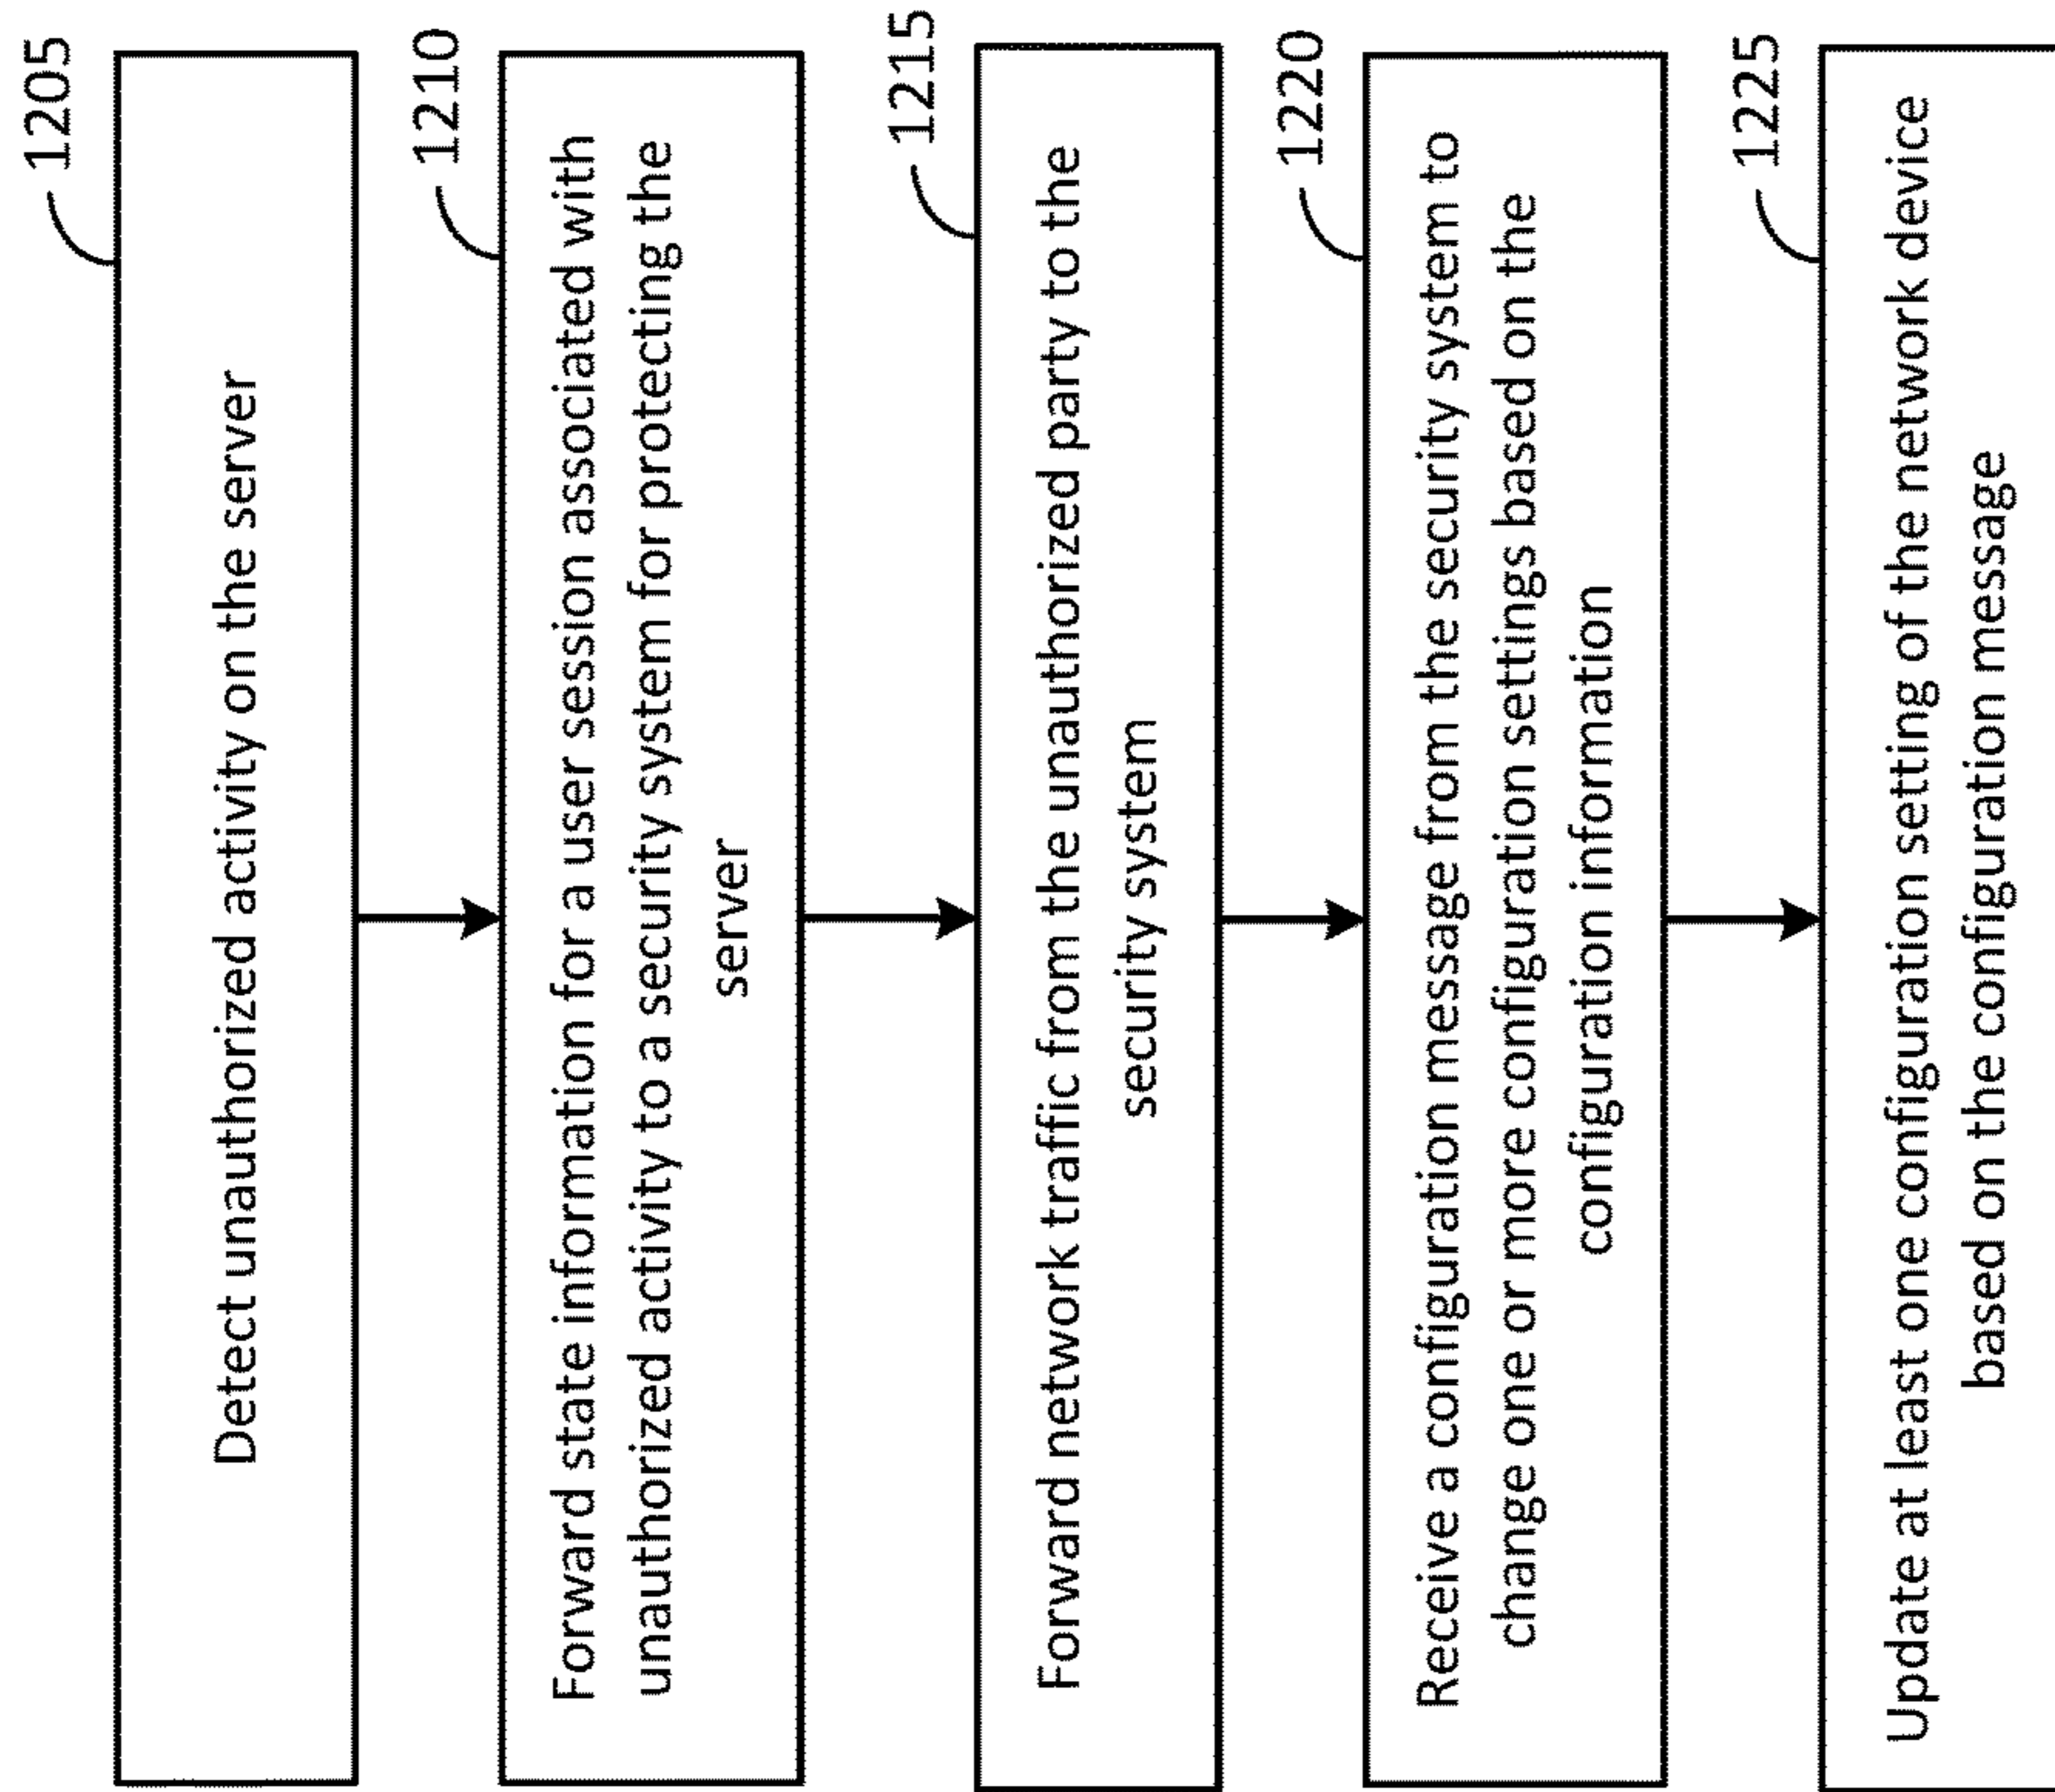 1205
Detect unauthorized activity on the server
1210
Forward state information for a user session associated with
unauthorized activity to a security system for protecting the
server
1215
Forward network traffic from the unauthorized party to the
security system
1220
Receive a configuration message from the security system to
change one or more configuration settings based on the
configuration information
1225
Update at least one configuration setting of the network device
based on the configuration message